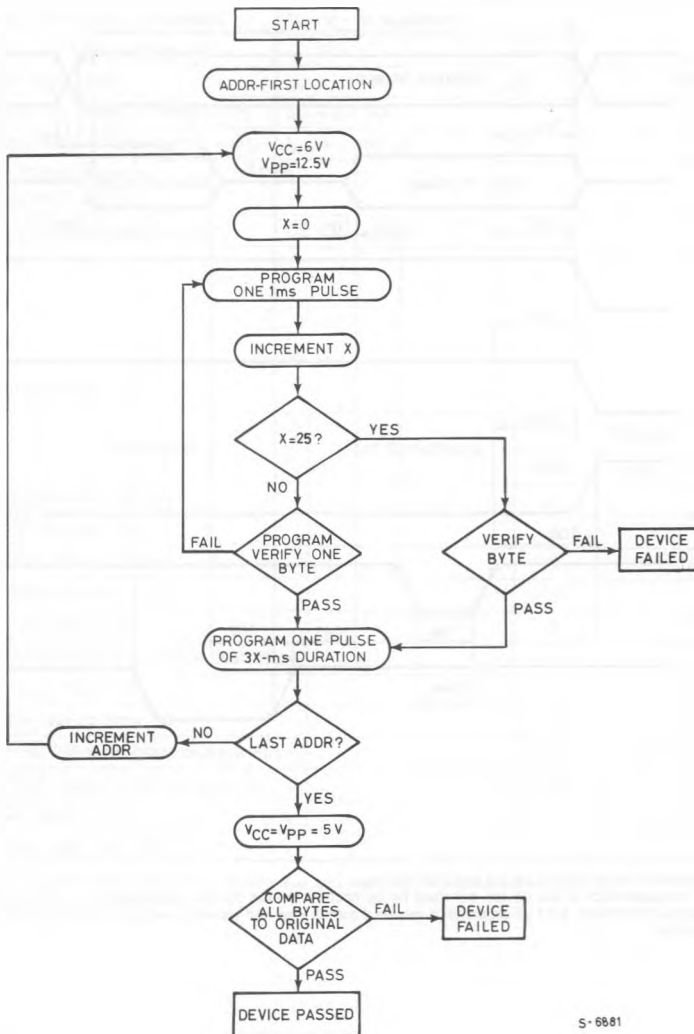 START
ADDR-FIRST LOCATION
VCC=6V
VPP=12.5V
X=0
PROGRAM
ONE 1ms PULSE
INCREMENT X
X=25?
YES
NO
FAIL
PROGRAM
VERIFY ONE
BYTE
VERIFY
BYTE
FAIL
DEVICE
FAILED
PASS
PASS
PROGRAM ONE PULSE
OF 3X-ms DURATION
INCREMENT
ADDR
NO
LAST ADDR?
YES
VCC=VPP = 5V
COMPARE
ALL BYTES
TO ORIGINAL
DATA
FAIL
DEVICE
FAILED
PASS
DEVICE PASSED
S-6881